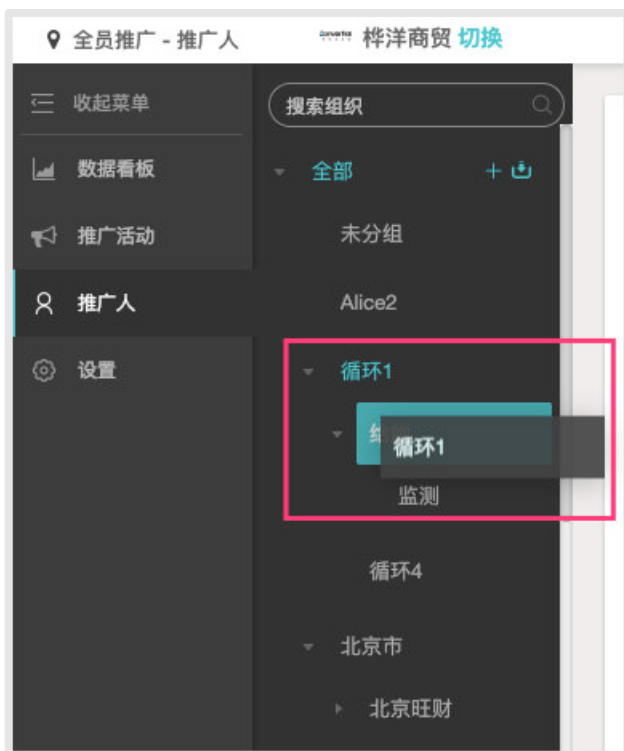 全员推广 - 推广人
桦洋商贸 切换
收起菜单
数据看板
推广活动
推广人
设置
搜索组织
全部
未分组
Alice2
循环1
循环1
监测
循环4
北京市
北京旺财